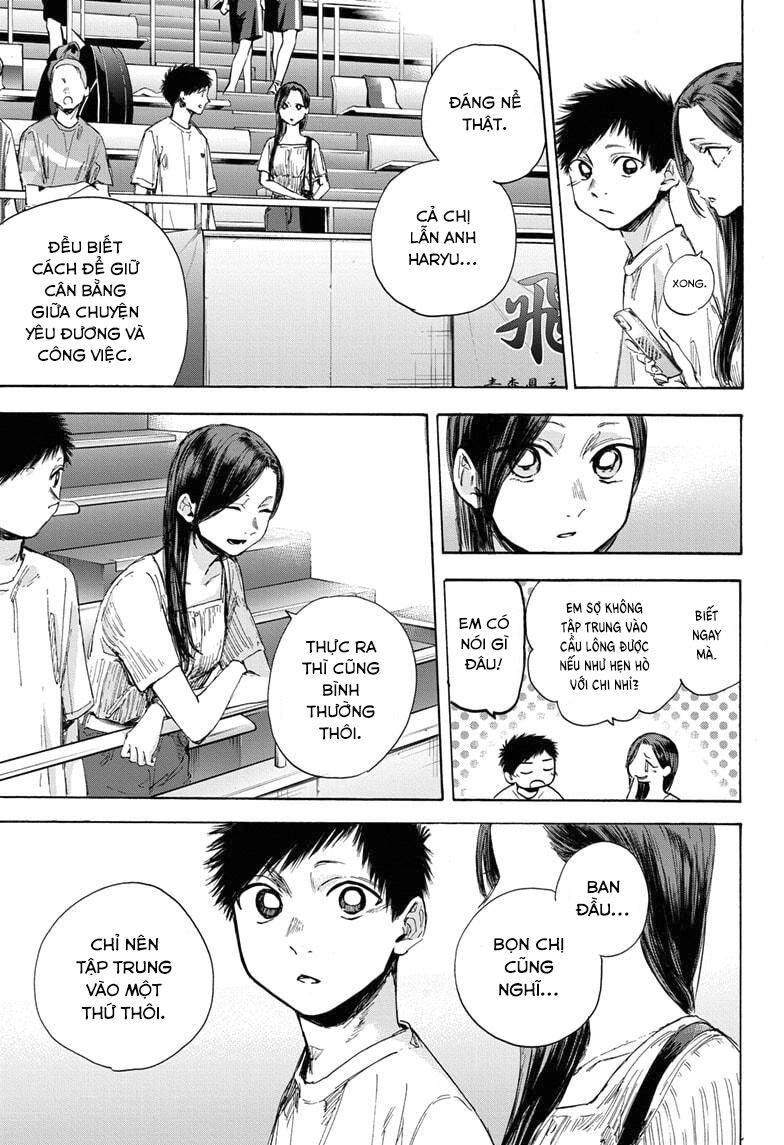 XONG.
ĐÁNG NỂ
THẬT.
CẢ CHỊ
LẪN ANH
HARYU...
ĐỀU BIẾT
CÁCH ĐỂ GIỮ
CÂN BẰNG
GIỮA CHUYỆN
YÊU ĐƯƠNG VÀ
CÔNG VIỆC.
飛
BIẾT
NGAY
MÀ.
EM SỢ KHÔNG
TẬP TRUNG VÀO
CẦU LÔNG ĐƯỢC
NẾU NHƯ HẸN HÒ
VỚI CHI NHỈ?
EM CÓ
NÓI GÌ
ĐÂU!
THỰC RA
THÌ CŨNG
BÌNH
THƯỜNG
THÔI.
BAN
ĐẦU...
BỌN CHỊ
CŨNG
NGHĨ...
CHỈ NÊN
TẬP TRUNG
VÀO MỘT
THỨ THÔI.